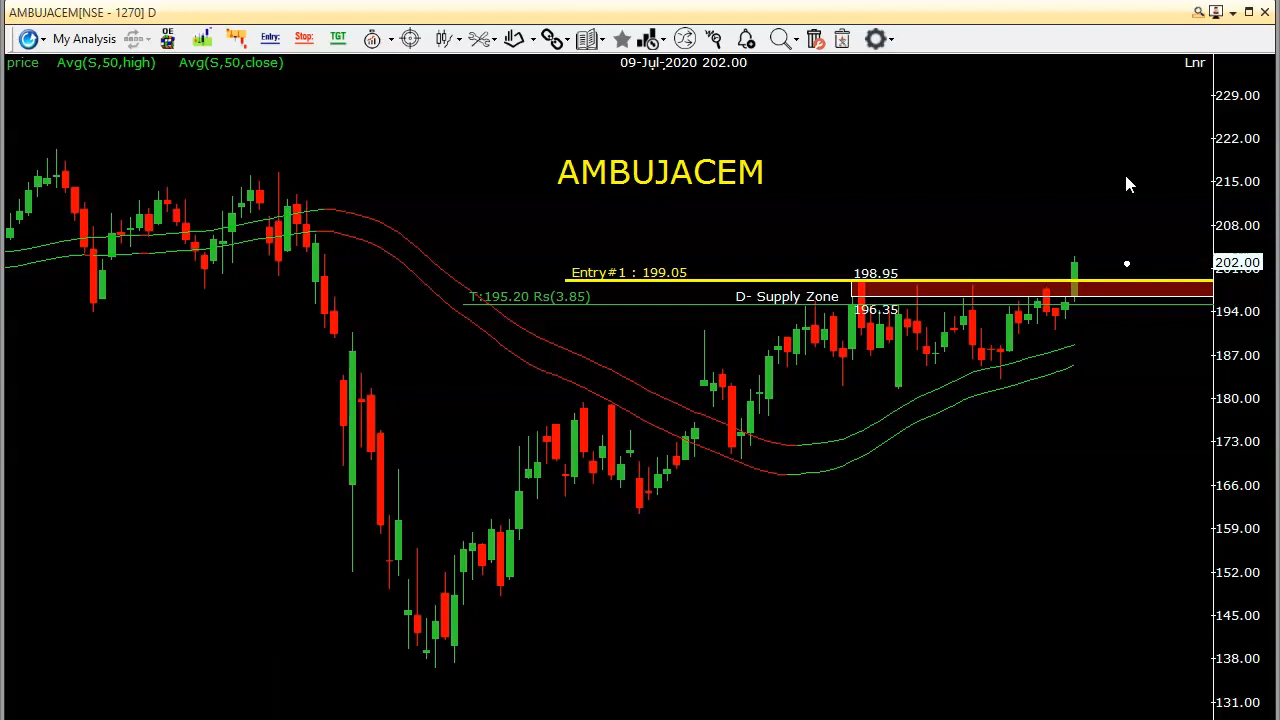 AMBUJACEM[NSE - 1270] D
My Analysis OE Entry: Stop: TGT
price Avg(S,50,high) Avg(S,50,close) 09-Jul-2020 202.00 Lnr
229.00
222.00
AMBUJACEM
215.00
208.00
202.00
Entry#1 : 199.05 198.95
T:195.20 Rs(3.85) D- Supply Zone
196.35
194.00
187.00
180.00
173.00
166.00
159.00
152.00
145.00
138.00
131.00